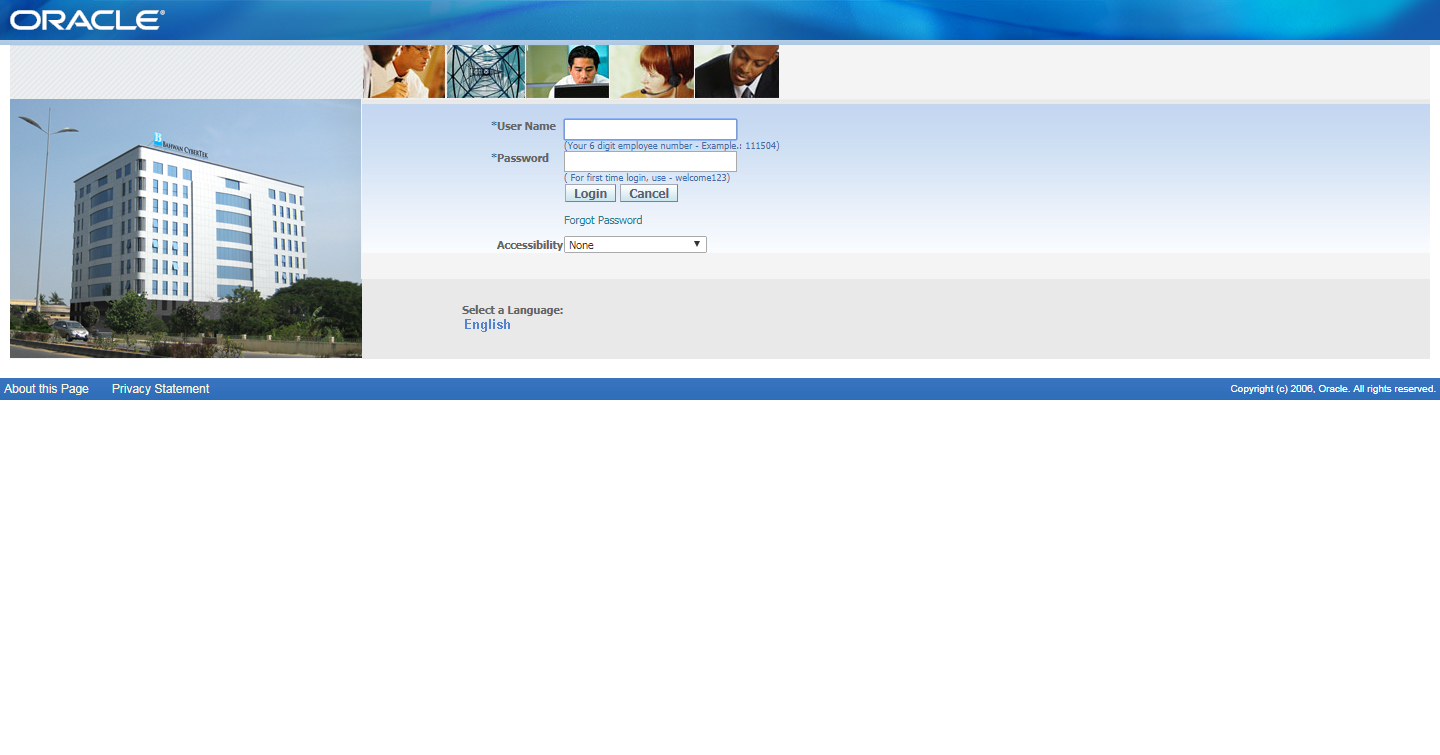 ORACLE®
BAHWAN CYBERTEK
*User Name
(Your 6 digit employee number - Example.: 111504)
*Password
( For first time login, use - welcome123)
Login Cancel
Forgot Password
Accessibility None
Select a Language:
English
About this Page Privacy Statement Copyright (c) 2006, Oracle. All rights reserved.